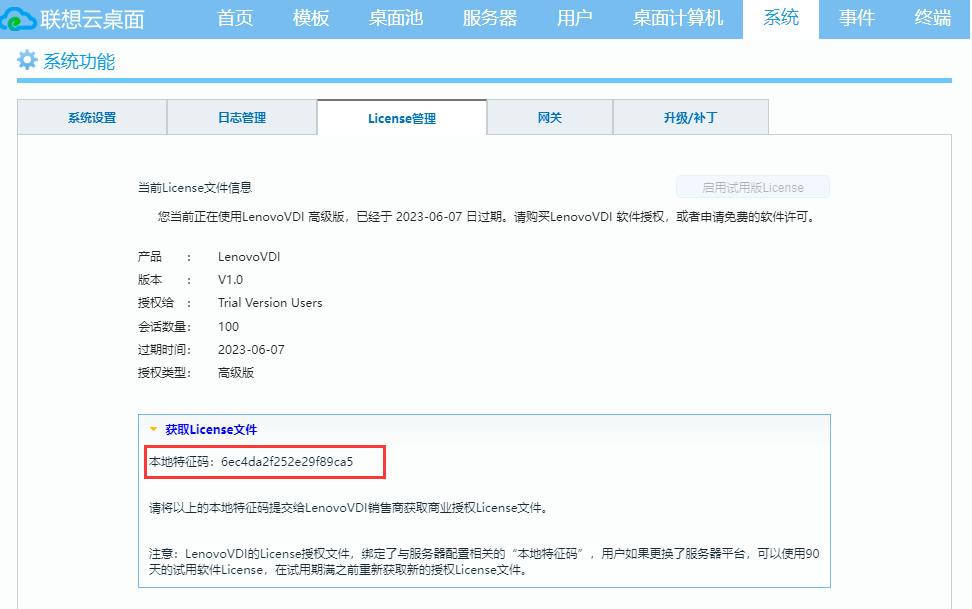 联想云桌面 首页 模板 桌面池 服务器 用户 桌面计算机 系统 事件 终端
系统功能
系统设置 日志管理 License管理 网关 升级/补丁
当前License文件信息 启用试用版License
您当前正在使用LenovoVDI 高级版，已经于 2023-06-07 日过期。请购买LenovoVDI 软件授权，或者申请免费的软件许可。
产品 ： LenovoVDI
版本 ： V1.0
授权给 ： Trial Version Users
会话数量： 100
过期时间： 2023-06-07
授权类型： 高级版
获取License文件
本地特征码：6ec4da2f252e29f89ca5
请将以上的本地特征码提交给LenovoVDI销售商获取商业授权License文件。
注意：LenovoVDI的License授权文件，绑定了与服务器配置相关的“本地特征码”，用户如果更换了服务器平台，可以使用90
天的试用软件License，在试用期满之前重新获取新的授权License文件。